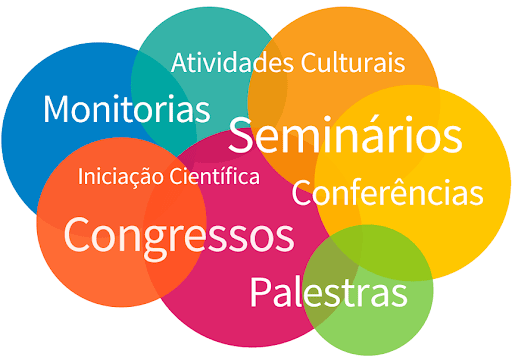 Atividades Culturais
Monitorias
Seminários
Iniciação Científica
Conferências
Congressos
Palestras